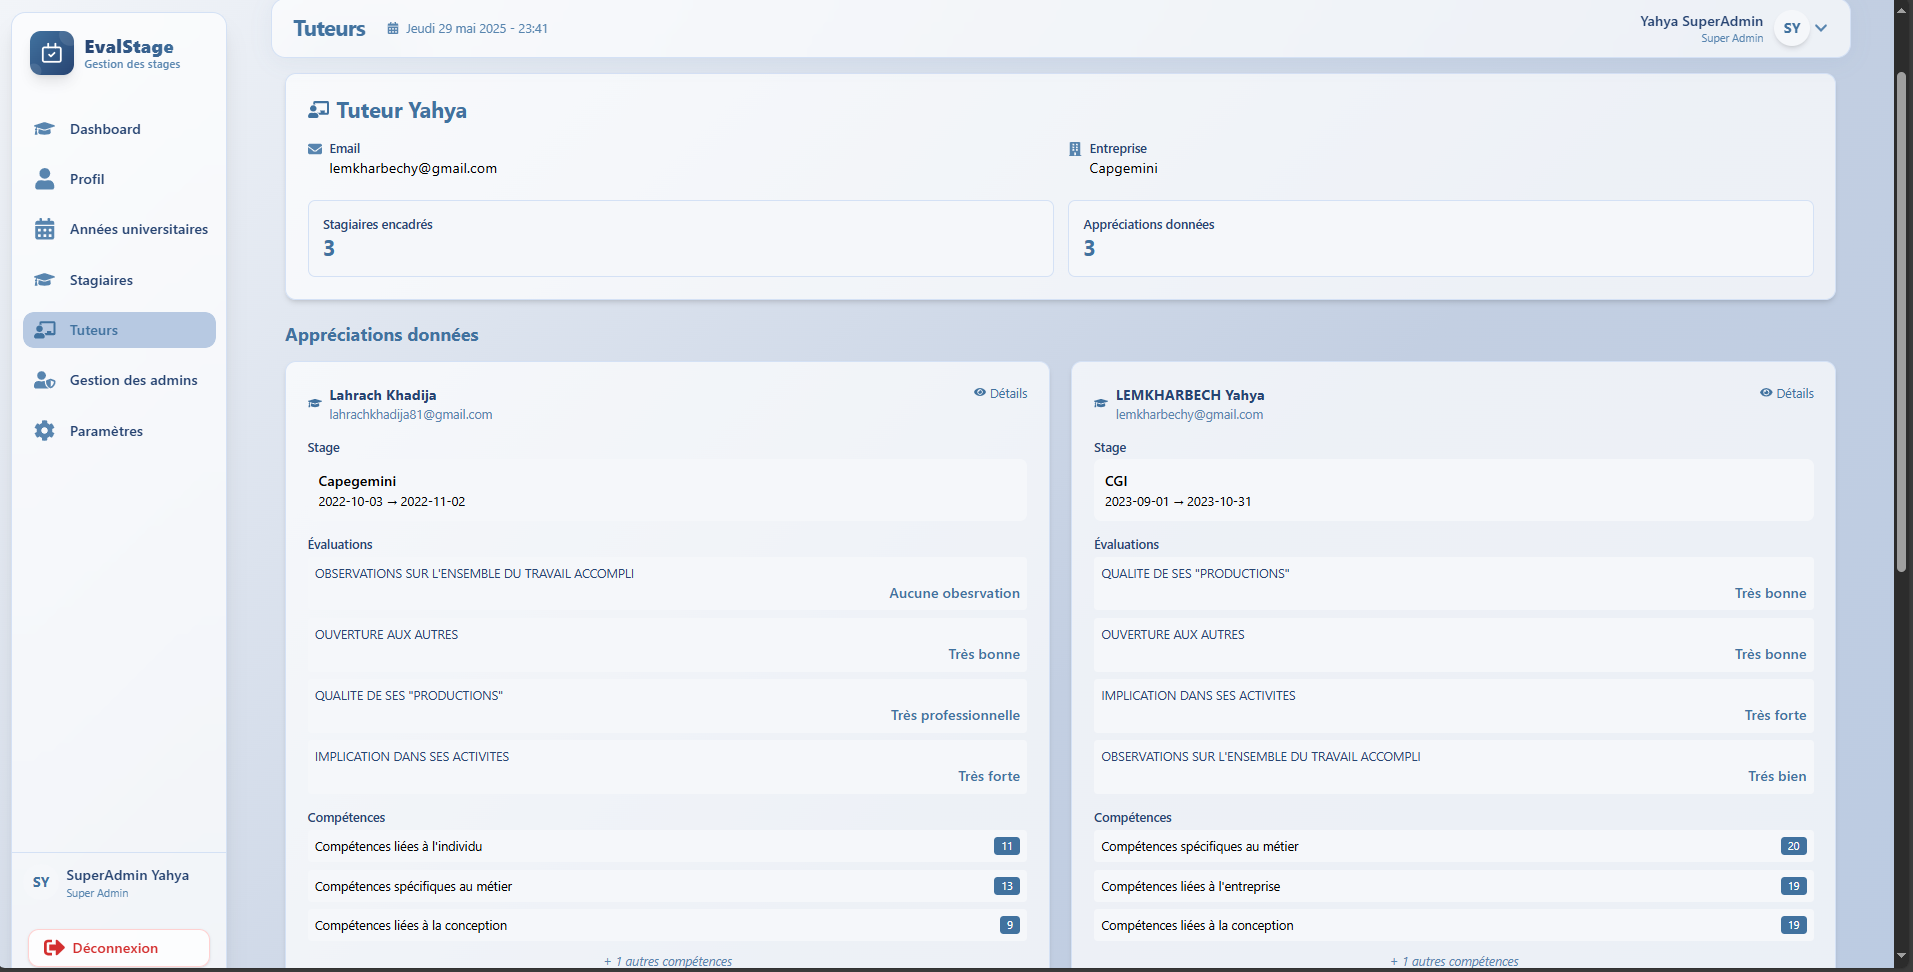 EvalStage
Gestion des stages
Dashboard
Profil
Années universitaires
Stagiaires
Tuteurs
Gestion des admins
Paramètres
SY
SuperAdmin Yahya
Super Admin
Déconnexion
Tuteurs
Jeudi 29 mai 2025 - 23:41
Yahya SuperAdmin
Super Admin
SY
Tuteur Yahya
Email
lemkharbechy@gmail.com
Entreprise
Capgemini
Stagiaires encadrés
3
Appréciations données
3
Appréciations données
Lahrach Khadija
lahrachkhadija81@gmail.com
Détails
Stage
Capegemini
2022-10-03 → 2022-11-02
Évaluations
OBSERVATIONS SUR L'ENSEMBLE DU TRAVAIL ACCOMPLI
Aucune obesrvation
OUVERTURE AUX AUTRES
Très bonne
QUALITE DE SES "PRODUCTIONS"
Très professionnelle
IMPLICATION DANS SES ACTIVITES
Très forte
Compétences
Compétences liées à l'individu 11
Compétences spécifiques au métier 13
Compétences liées à la conception 9
+ 1 autres compétences
LEMKHARBECH Yahya
lemkharbechy@gmail.com
Détails
Stage
CGI
2023-09-01 → 2023-10-31
Évaluations
QUALITE DE SES "PRODUCTIONS"
Très bonne
OUVERTURE AUX AUTRES
Très bonne
IMPLICATION DANS SES ACTIVITES
Très forte
OBSERVATIONS SUR L'ENSEMBLE DU TRAVAIL ACCOMPLI
Trés bien
Compétences
Compétences spécifiques au métier 20
Compétences liées à l'entreprise 19
Compétences liées à la conception 19
+ 1 autres compétences